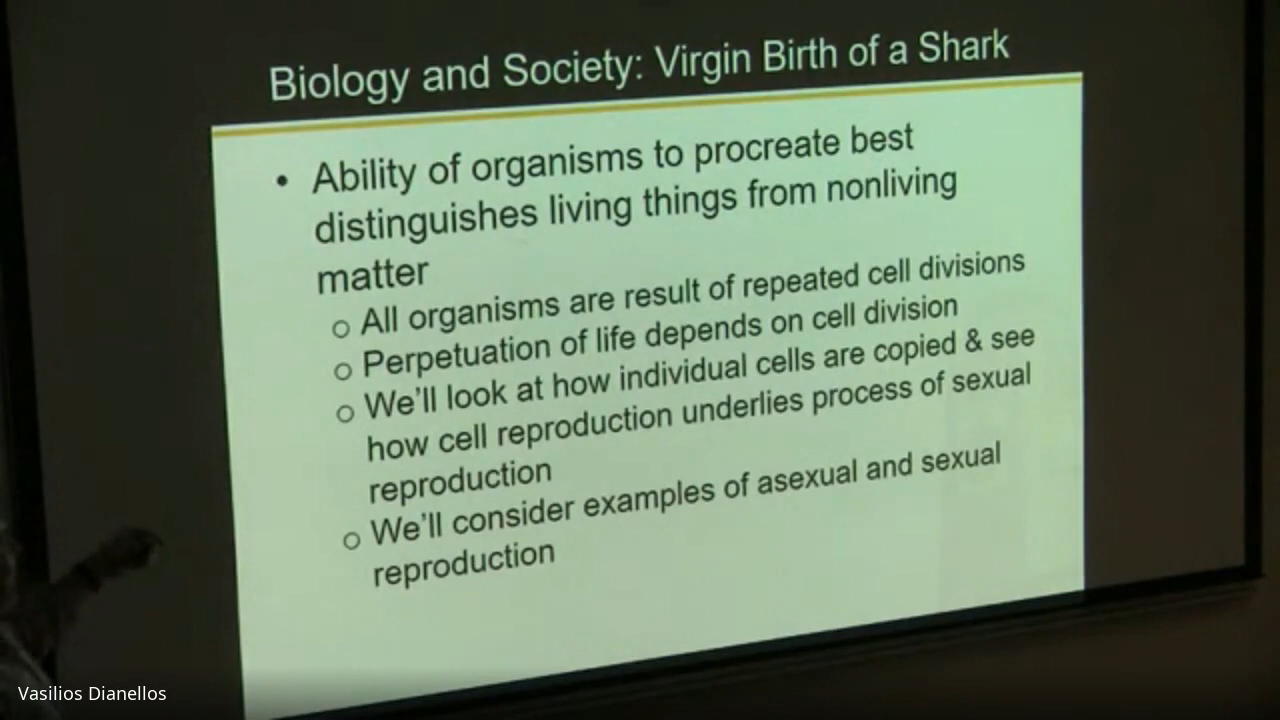 Biology and Society: Virgin Birth of a Shark
• Ability of organisms to procreate best
distinguishes living things from nonliving
matter
o All organisms are result of repeated cell divisions
o Perpetuation of life depends on cell division
o We'll look at how individual cells are copied & see
how cell reproduction underlies process of sexual
reproduction
o We'll consider examples of asexual and sexual
reproduction
Vasilios Dianellos